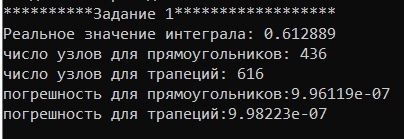 **********Задание 1******************
Реальное значение интеграла: 0.612889
число узлов для прямоугольников: 436
число узлов для трапеций: 616
погрешность для прямоугольников:9.96119e-07
погрешность для трапеций:9.98223e-07